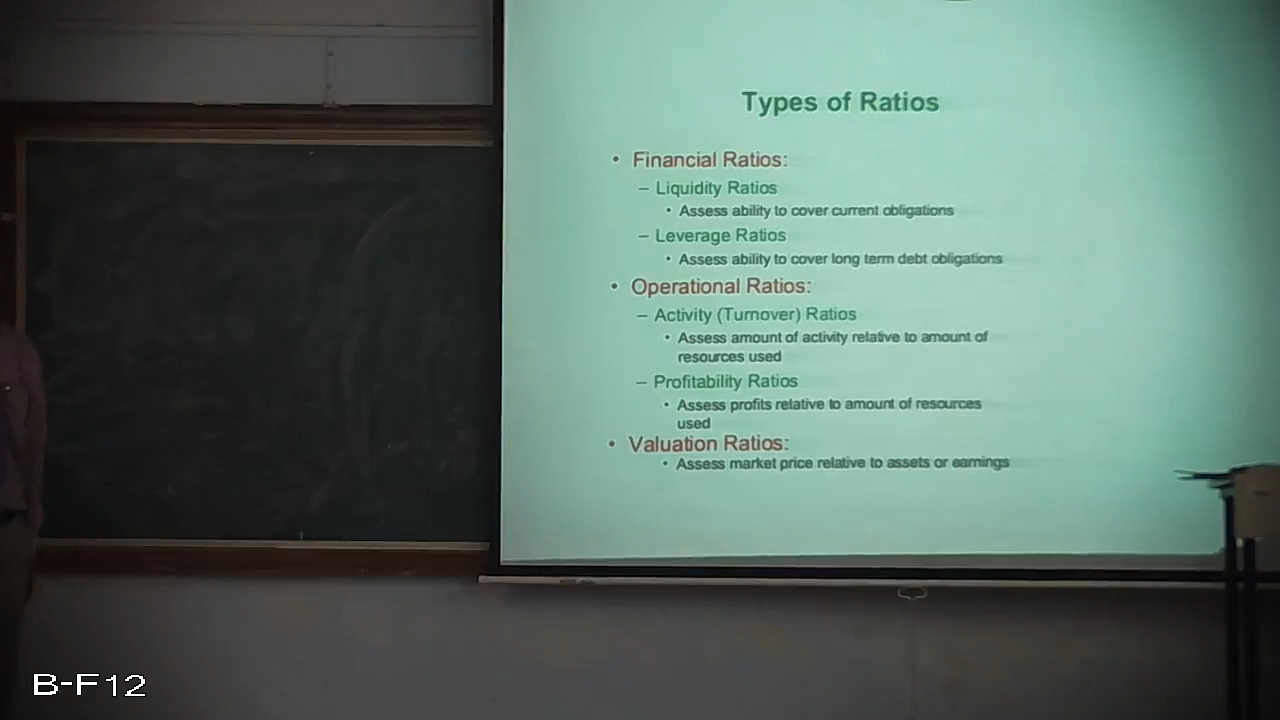 Types of Ratios
• Financial Ratios:
– Liquidity Ratios
• Assess ability to cover current obligations
– Leverage Ratios
• Assess ability to cover long term debt obligations
• Operational Ratios:
– Activity (Turnover) Ratios
• Assess amount of activity relative to amount of
resources used
– Profitability Ratios
• Assess profits relative to amount of resources
used
• Valuation Ratios:
• Assess market price relative to assets or earnings
B-F12